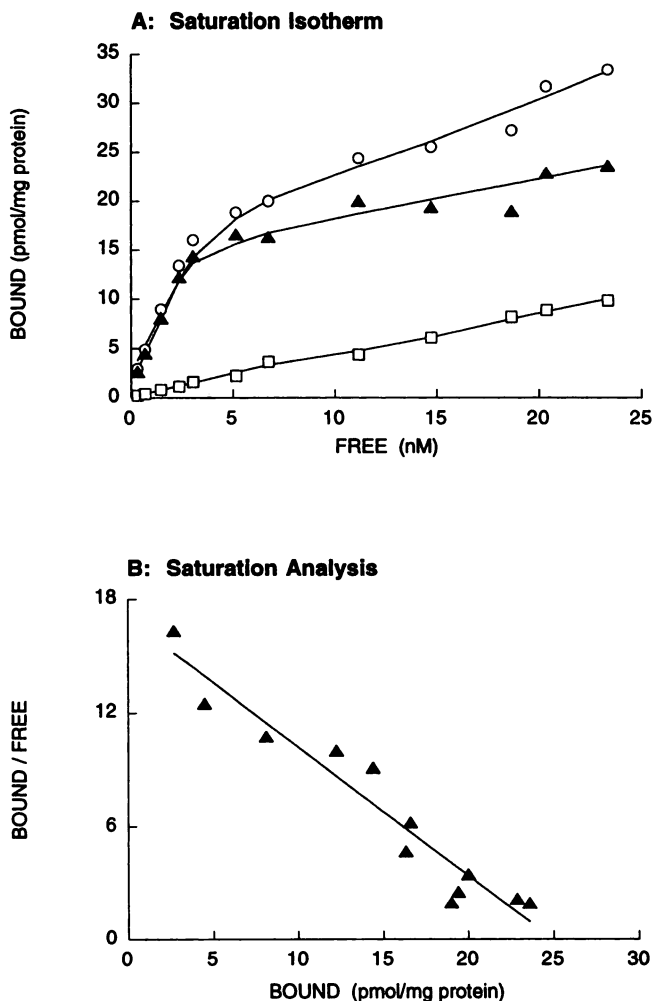 A: Saturation Isotherm
35
30
25
20
15
10
5
0
BOUND (pmol/mg protein)
0 5 10 15 20 25
FREE (nM)
B: Saturation Analysis
18
12
6
0
BOUND / FREE
0 5 10 15 20 25 30
BOUND (pmol/mg protein)